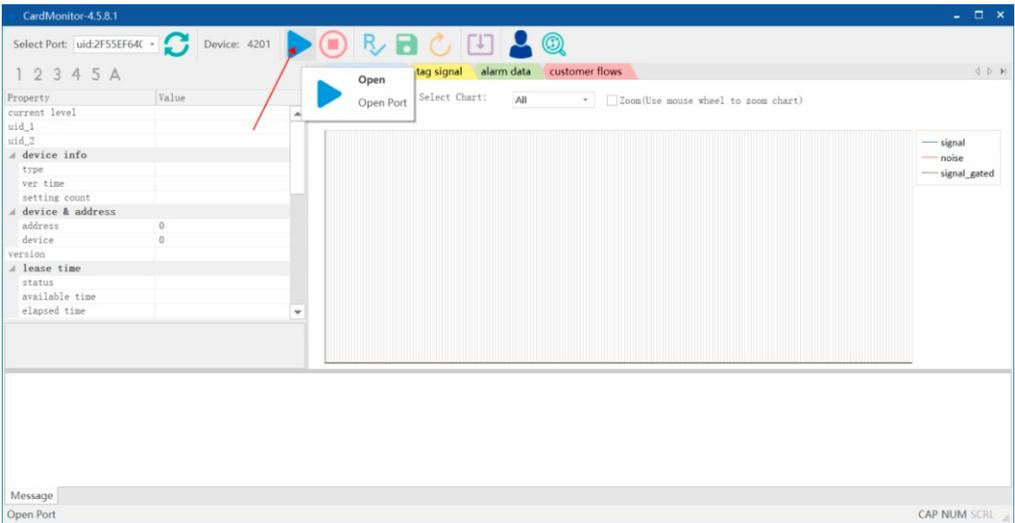 CardMonitor-4.5.8.1
Select Port: uid:2F55EF64( Device: 4201
1 2 3 4 5 A
tag signal alarm data customer flows
Open
Open Port
Select Chart: All Zoom(Use mouse wheel to zoom chart)
Property Value
current level
uid_1
uid_2
device info
type
ver time
setting count
device & address
address 0
device 0
version
lease time
status
available time
elapsed time
signal
noise
signal_gated
Message
Open Port CAP NUM SCRL